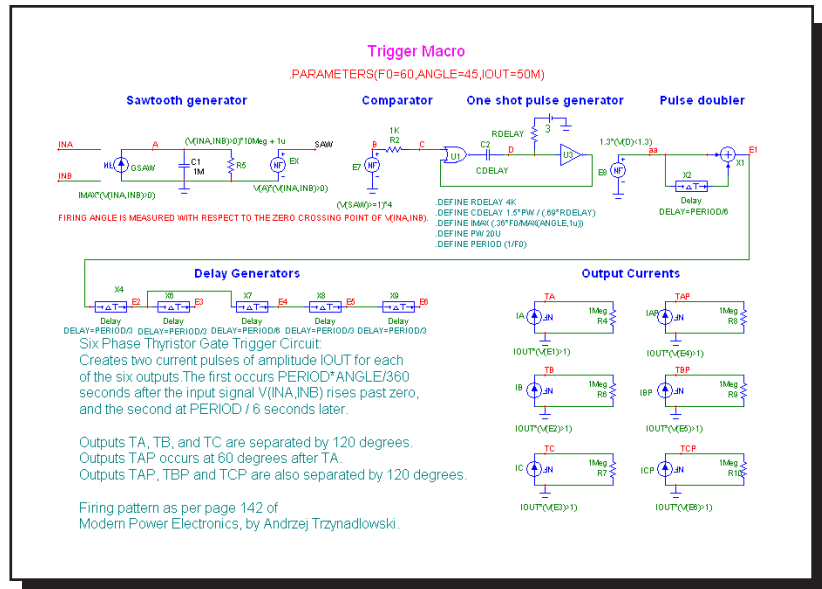 Trigger Macro
.PARAMETERS(F0=60,ANGLE=45,IOUT=50M)
Sawtooth generator
Comparator
One shot pulse generator
Pulse doubler
INA
INB
A
GSAW
IMAX*(V(INA,INB)>0)
C1
1M
(V(INA,INB)>0)*10Meg + 1u
R5
NF
EX
SAW
V(A)*(V(INA,INB)>0)
FIRING ANGLE IS MEASURED WITH RESPECT TO THE ZERO CROSSING POINT OF V(INA,INB).
B
1K
R2
C
E7
NF
(V(SAW)>=1)*4
U1
C2
CDELAY
D
RDELAY
3
U3
.DEFINE RDELAY 4K
.DEFINE CDELAY 1.5*PW / (.69*RDELAY)
.DEFINE IMAX (.36*F0/MAX(ANGLE,1u))
.DEFINE PW 20U
.DEFINE PERIOD (1/F0)
1.3*(V(D)<1.3)
aa
E8
NF
X1
E1
X2
Delay
DELAY=PERIOD/6
Delay Generators
X4
E2
Delay
DELAY=PERIOD/3
X6
E3
Delay
DELAY=PERIOD/3
X7
E4
Delay
DELAY=PERIOD/6
X8
E5
Delay
DELAY=PERIOD/3
X9
E6
Delay
DELAY=PERIOD/3
Six Phase Thyristor Gate Trigger Circuit:
Creates two current pulses of amplitude IOUT for each
of the six outputs.The first occurs PERIOD*ANGLE/360
seconds after the input signal V(INA,INB) rises past zero,
and the second at PERIOD / 6 seconds later.
Outputs TA, TB, and TC are separated by 120 degrees.
Outputs TAP occurs at 60 degrees after TA.
Outputs TAP, TBP and TCP are also separated by 120 degrees.
Firing pattern as per page 142 of
Modern Power Electronics, by Andrzej Trzynadlowski.
Output Currents
TA
IA
NF
1Meg
R4
IOUT*(V(E1)>1)
TAP
IAP
NF
1Meg
R8
IOUT*(V(E4)>1)
TB
IB
NF
1Meg
R6
IOUT*(V(E2)>1)
TBP
IBP
NF
1Meg
R9
IOUT*(V(E5)>1)
TC
IC
NF
1Meg
R7
IOUT*(V(E3)>1)
TCP
ICP
NF
1Meg
R10
IOUT*(V(E6)>1)